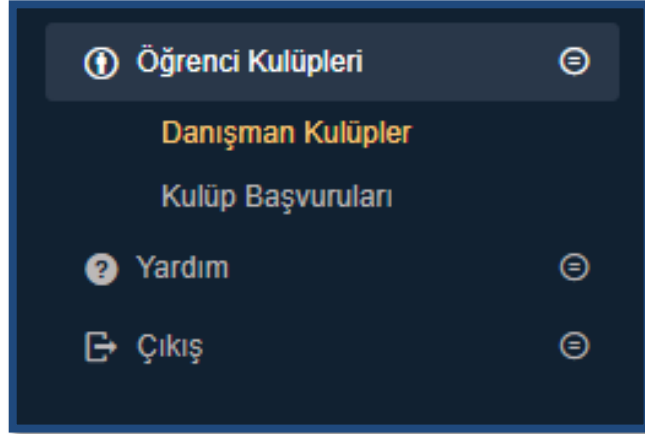 Öğrenci Kulüpleri
Danışman Kulüpler
Kulüp Başvuruları
Yardım
Çıkış